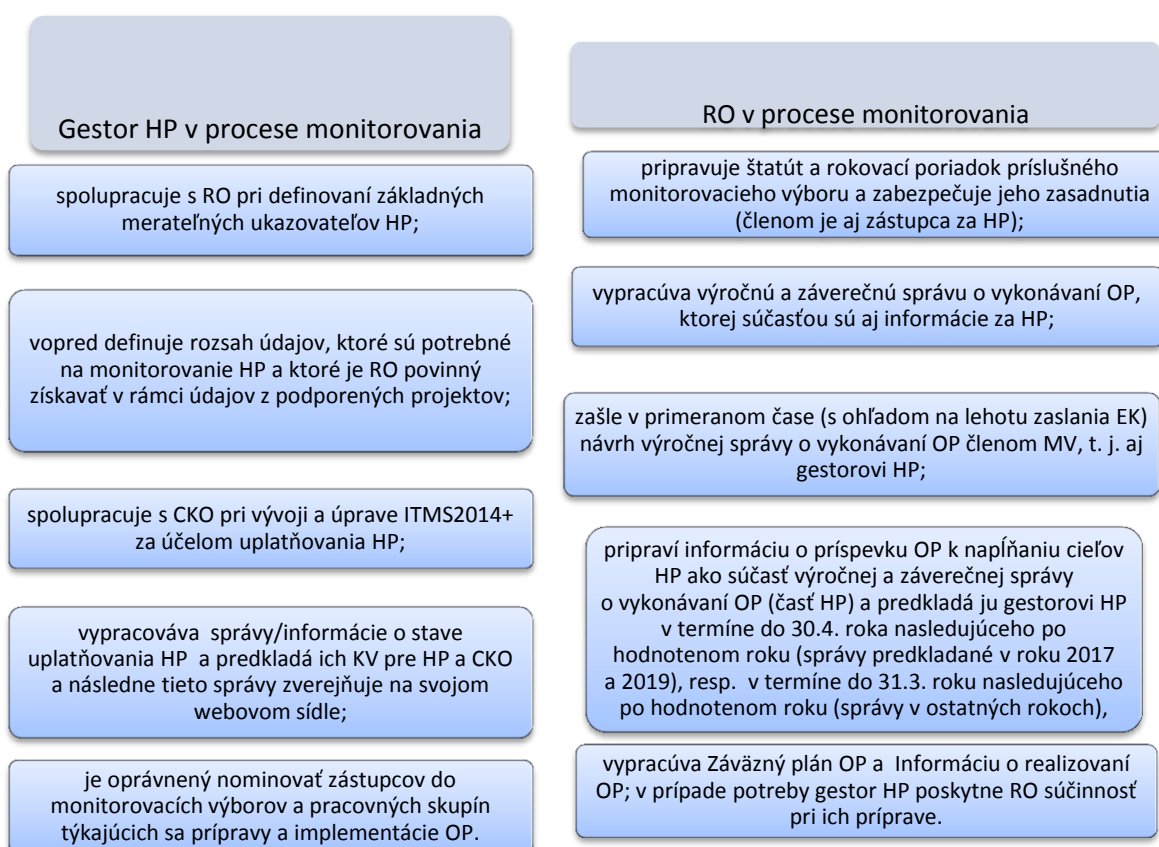 Gestor HP v procese monitorovania
spolupracuje s RO pri definovaní základných
merateľných ukazovateľov HP;
vopred definuje rozsah údajov, ktoré sú potrebné
na monitorovanie HP a ktoré je RO povinný
získavať v rámci údajov z podporených projektov;
spolupracuje s CKO pri vývoji a úprave ITMS2014+
za účelom uplatňovania HP;
vypracováva správy/informácie o stave
uplatňovania HP a predkladá ich KV pre HP a CKO
a následne tieto správy zverejňuje na svojom
webovom sídle;
je oprávnený nominovať zástupcov do
monitorovacích výborov a pracovných skupín
týkajúcich sa prípravy a implementácie OP.
RO v procese monitorovania
pripravuje štatút a rokovací poriadok príslušného
monitorovacieho výboru a zabezpečuje jeho zasadnutia
(členom je aj zástupca za HP);
vypracúva výročnú a záverečnú správu o vykonávaní OP,
ktorej súčasťou sú aj informácie za HP;
zašle v primeranom čase (s ohľadom na lehotu zaslania EK)
návrh výročnej správy o vykonávaní OP členom MV, t. j. aj
gestorovi HP;
pripraví informáciu o príspevku OP k napĺňaniu cieľov
HP ako súčasť výročnej a záverečnej správy
o vykonávaní OP (časť HP) a predkladá ju gestorovi HP
v termíne do 30.4. roka nasledujúceho po
hodnotenom roku (správy predkladané v roku 2017
a 2019), resp. v termíne do 31.3. roku nasledujúceho
po hodnotenom roku (správy v ostatných rokoch),
vypracúva Záväzný plán OP a Informáciu o realizovaní
OP; v prípade potreby gestor HP poskytne RO súčinnosť
pri ich príprave.